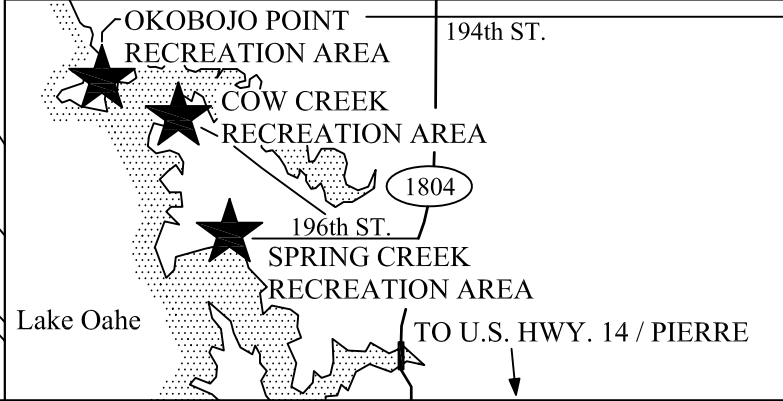 OKOBOJO POINT
RECREATION AREA
194th ST.
COW CREEK
RECREATION AREA
1804
196th ST.
SPRING CREEK
RECREATION AREA
Lake Oahe
TO U.S. HWY. 14 / PIERRE